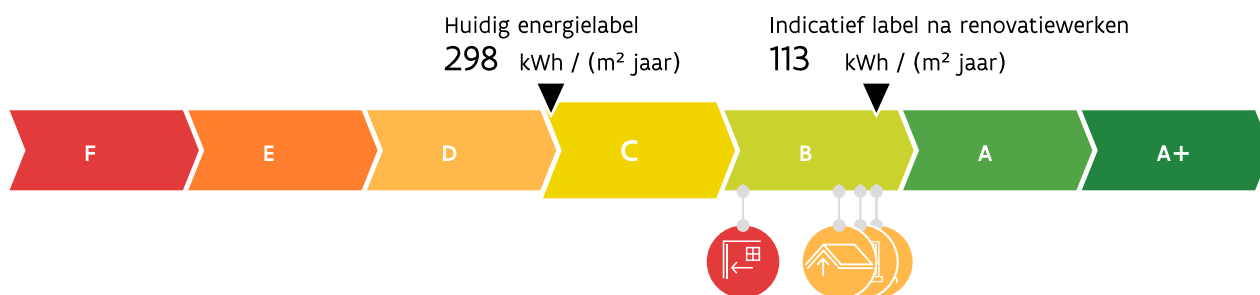 Huidig energielabel
298 kWh / (m² jaar)
Indicatief label na renovatiewerken
113 kWh / (m² jaar)
F
E
D
C
B
A
A+